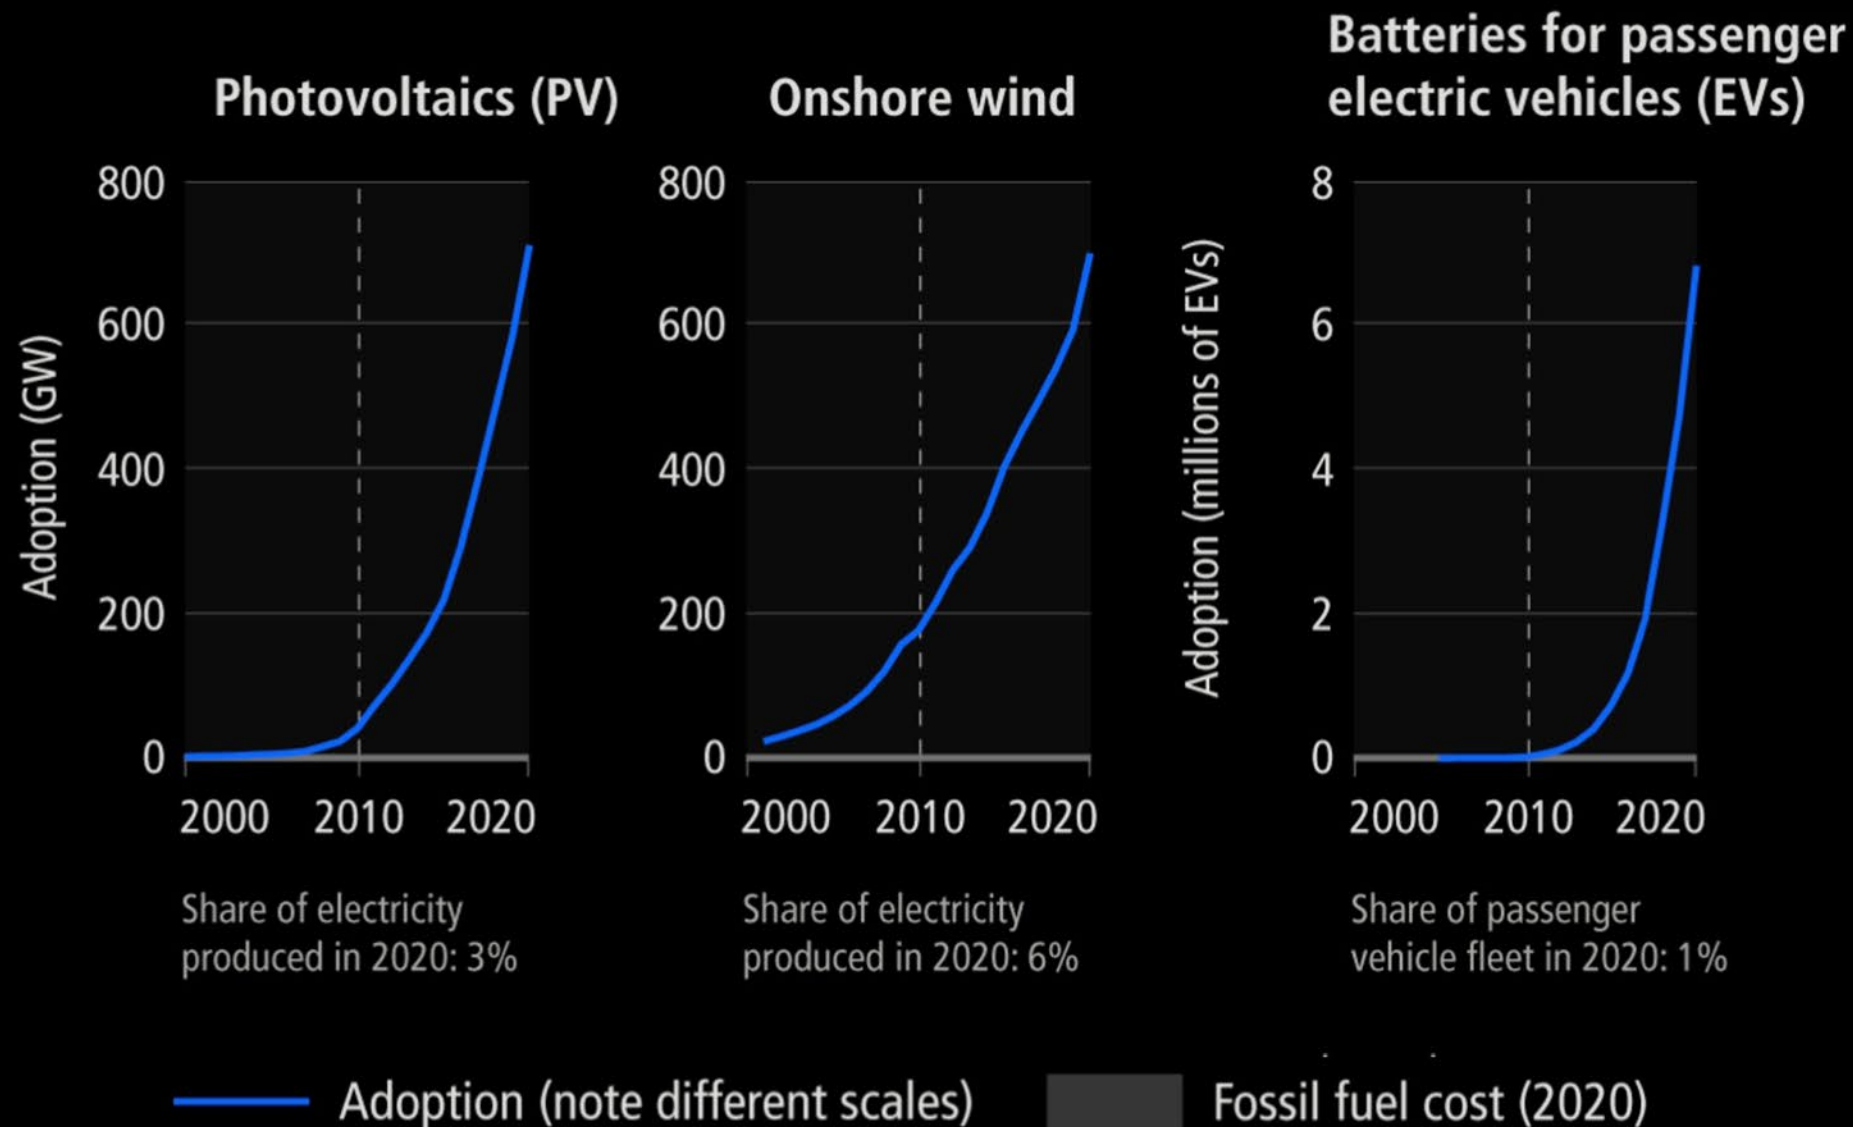 Photovoltaics (PV)
Onshore wind
Batteries for passenger
electric vehicles (EVs)
Adoption (GW)
800
600
400
200
0
2000 2010 2020
Share of electricity
produced in 2020: 3%
800
600
400
200
0
2000 2010 2020
Share of electricity
produced in 2020: 6%
Adoption (millions of EVs)
8
6
4
2
0
2000 2010 2020
Share of passenger
vehicle fleet in 2020: 1%
Adoption (note different scales)
Fossil fuel cost (2020)